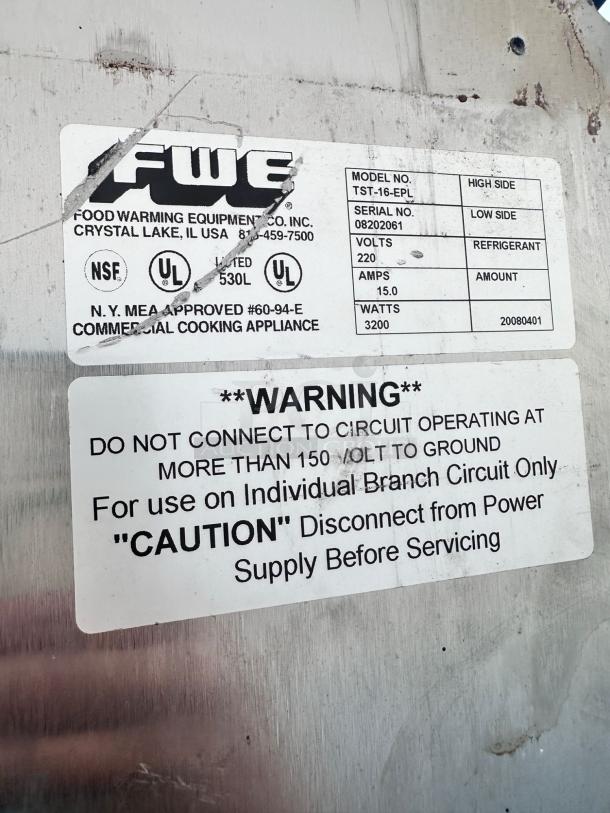 FWE®
FOOD WARMING EQUIPMENT CO. INC.
CRYSTAL LAKE, IL USA 815-459-7500
NSF UL LISTED 530L UL
N.Y. MEA APPROVED #60-94-E
COMMERCIAL COOKING APPLIANCE
MODEL NO. TST-16-EPL
HIGH SIDE
SERIAL NO. 08202061
LOW SIDE
VOLTS 220
REFRIGERANT
AMPS 15.0
AMOUNT
WATTS 3200
20080401
**WARNING**
DO NOT CONNECT TO CIRCUIT OPERATING AT
MORE THAN 150 VOLT TO GROUND
For use on Individual Branch Circuit Only
"CAUTION" Disconnect from Power
Supply Before Servicing